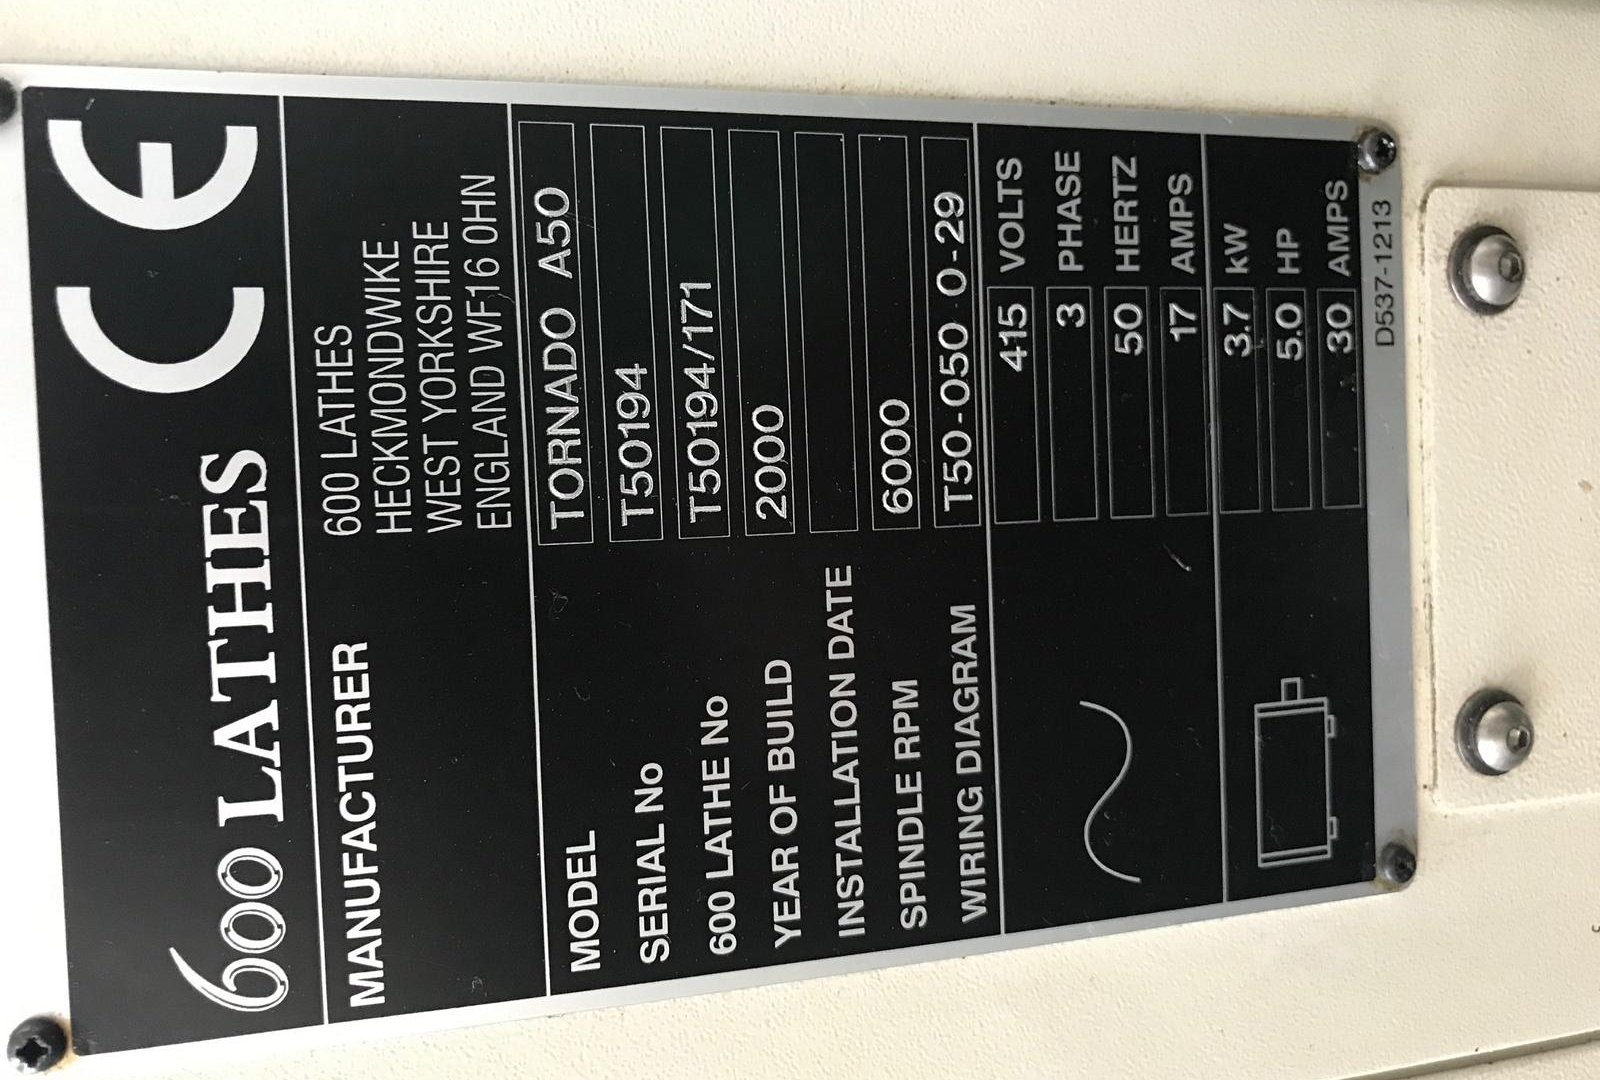 CE
600 LATHES
MANUFACTURER 600 LATHES
HECKMONDWIKE
WEST YORKSHIRE
ENGLAND WF16 0HN
MODEL TORNADO A50
SERIAL No T50194
600 LATHE No T50194/171
YEAR OF BUILD 2000
INSTALLATION DATE
SPINDLE RPM 6000
WIRING DIAGRAM T50-050 0-29
415 VOLTS
3 PHASE
50 HERTZ
17 AMPS
3.7 kW
5.0 HP
30 AMPS
D537-1213